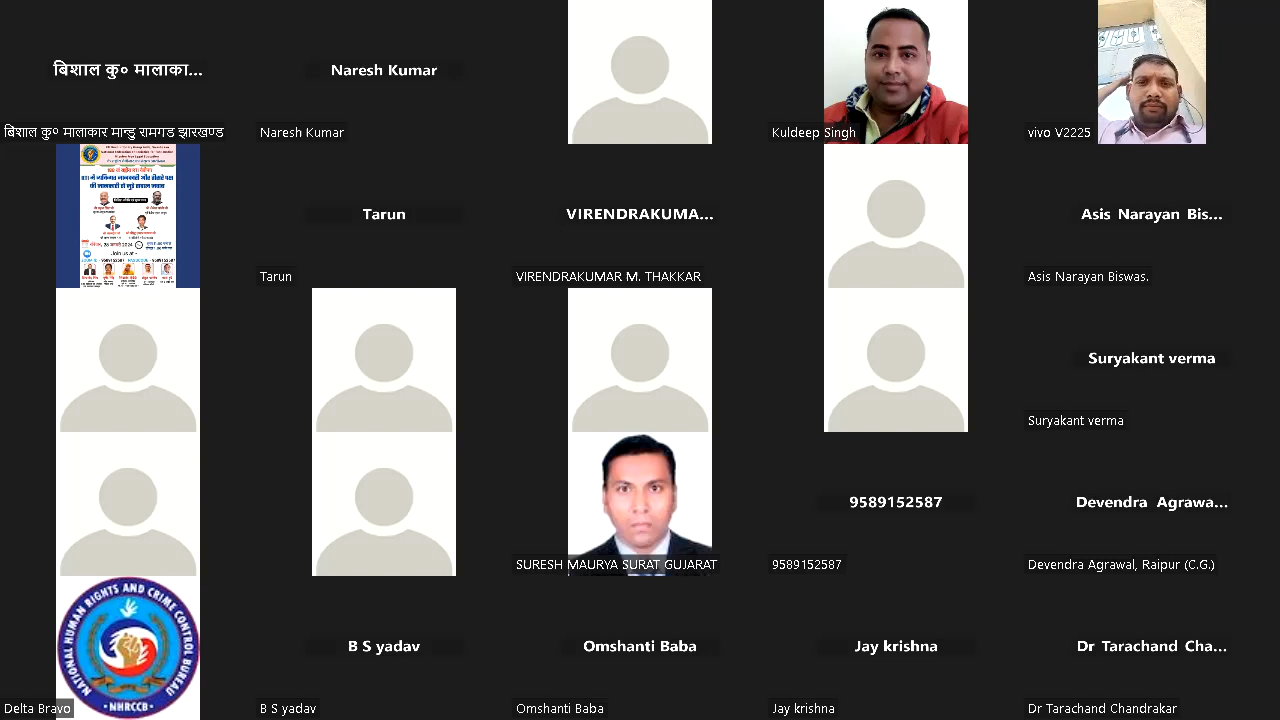 बिशाल कु० मालाका...
Naresh Kumar
बिशाल कु० मालाकार मान्डु रामगड झारखण्ड
Naresh Kumar
Kuldeep Singh
vivo V2225
Tarun
VIRENDRAKUMA...
Asis Narayan Bis...
Join us at -
Tarun
VIRENDRAKUMAR M. THAKKAR
Asis Narayan Biswas.
Suryakant verma
Suryakant verma
9589152587
Devendra Agrawa...
SURESH MAURYA SURAT GUJARAT
9589152587
Devendra Agrawal, Raipur (C.G.)
NATIONAL HUMAN RIGHTS AND CRIME CONTROL BUREAU
NHRCCB
B S yadav
Omshanti Baba
Jay krishna
Dr Tarachand Cha...
Delta Bravo
B S yadav
Omshanti Baba
Jay krishna
Dr Tarachand Chandrakar